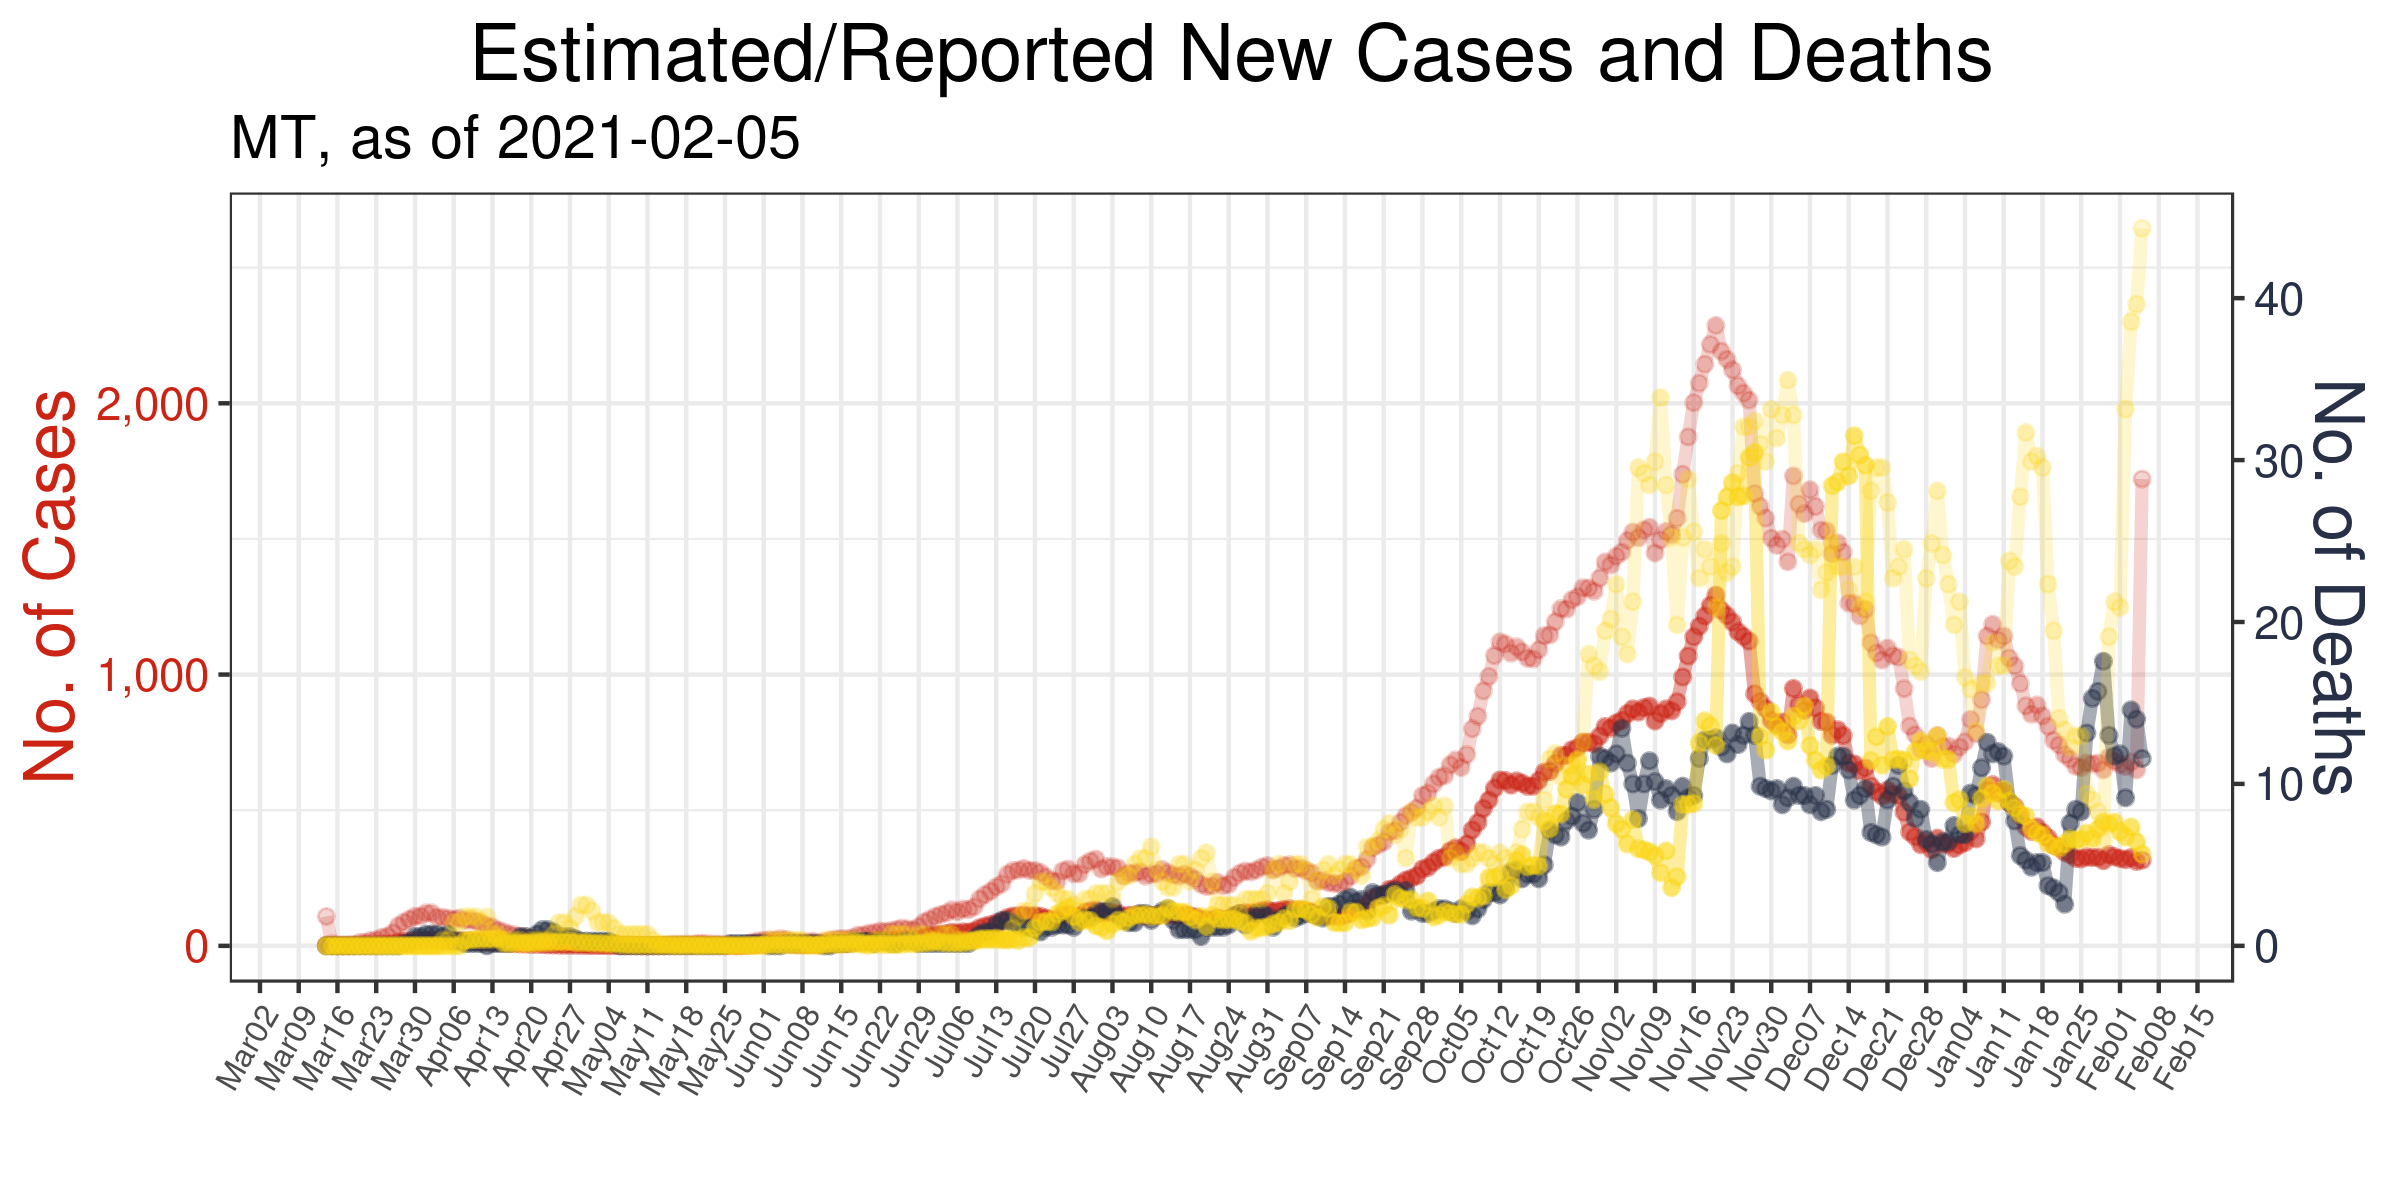 Estimated/Reported New Cases and Deaths
MT, as of 2021-02-05
No. of Cases
2,000
1,000
0
No. of Deaths
40
30
20
10
0
Mar02 Mar09 Mar16 Mar23 Mar30 Apr06 Apr13 Apr20 Apr27 May04 May11 May18 May25 Jun01 Jun08 Jun15 Jun22 Jun29 Jul06 Jul13 Jul20 Jul27 Aug03 Aug10 Aug17 Aug24 Aug31 Sep07 Sep14 Sep21 Sep28 Oct05 Oct12 Oct19 Oct26 Nov02 Nov09 Nov16 Nov23 Nov30 Dec07 Dec14 Dec21 Dec28 Jan04 Jan11 Jan18 Jan25 Feb01 Feb08 Feb15